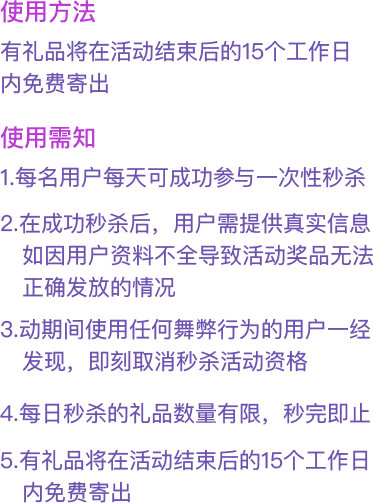 使用方法
有礼品将在活动结束后的15个工作日
内免费寄出
使用需知
1.每名用户每天可成功参与一次性秒杀
2.在成功秒杀后，用户需提供真实信息
如因用户资料不全导致活动奖品无法
正确发放的情况
3.动期间使用任何舞弊行为的用户一经
发现，即刻取消秒杀活动资格
4.每日秒杀的礼品数量有限，秒完即止
5.有礼品将在活动结束后的15个工作日
内免费寄出